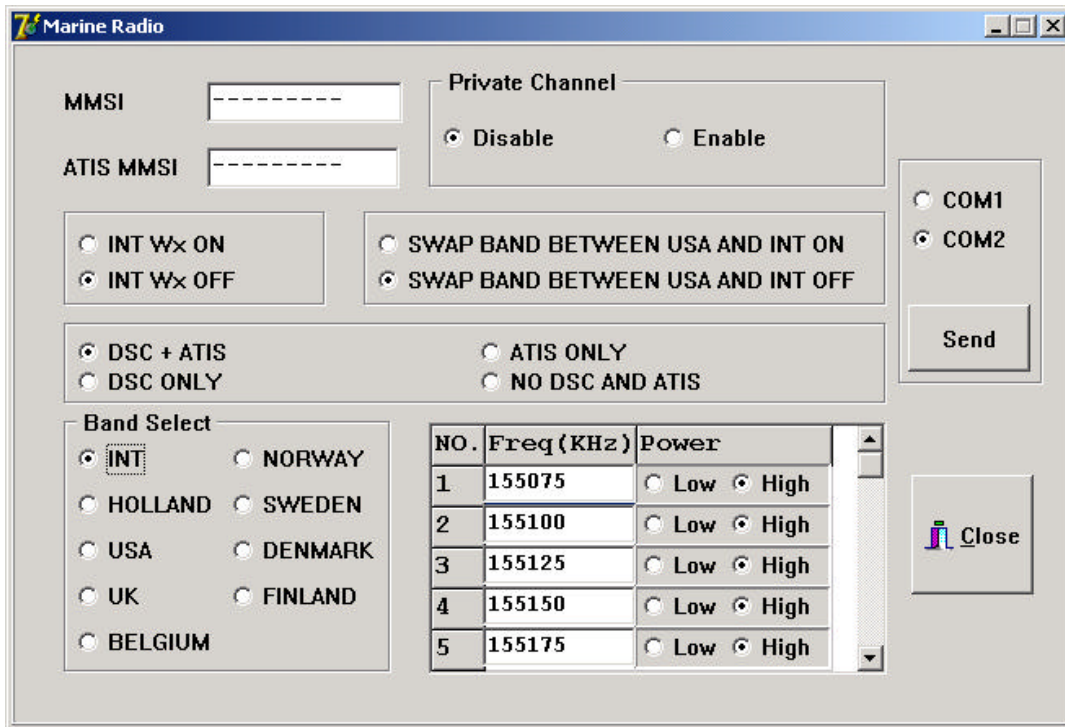 Marine Radio
MMSI ---------
ATIS MMSI ---------
Private Channel
Disable Enable
COM1
COM2
Send
INT Wx ON
INT Wx OFF
SWAP BAND BETWEEN USA AND INT ON
SWAP BAND BETWEEN USA AND INT OFF
DSC + ATIS ATIS ONLY
DSC ONLY NO DSC AND ATIS
Band Select
INT NORWAY
HOLLAND SWEDEN
USA DENMARK
UK FINLAND
BELGIUM
NO. Freq(KHz) Power
1 155075 Low High
2 155100 Low High
3 155125 Low High
4 155150 Low High
5 155175 Low High
Close